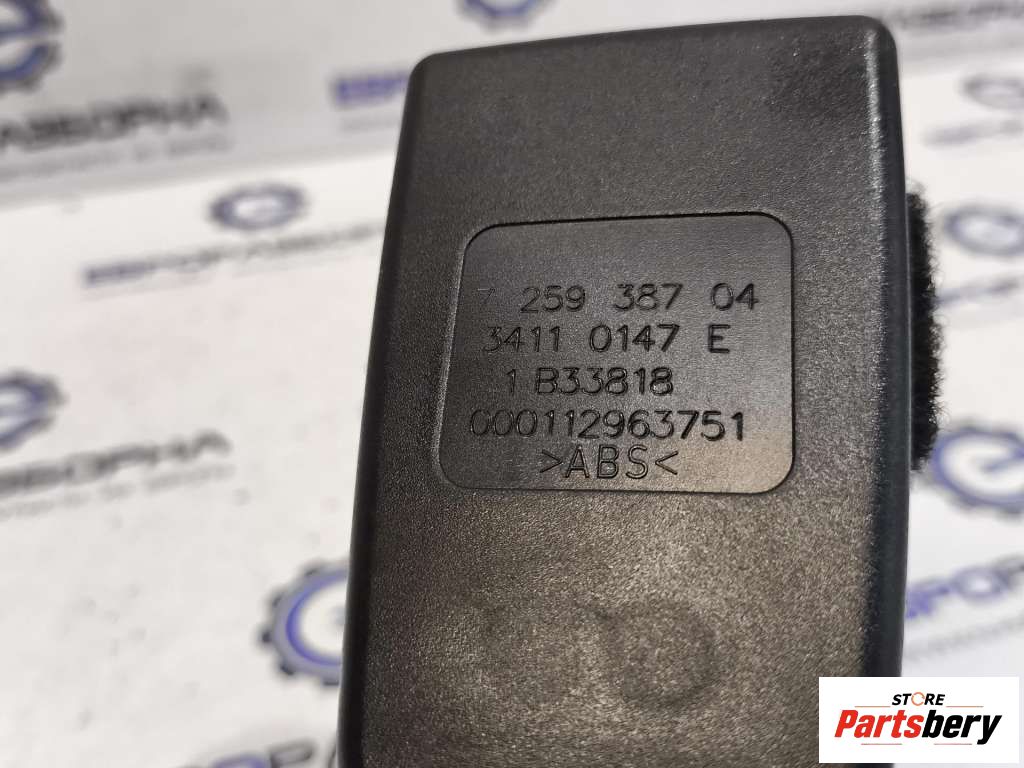 7 259 387 04
3411 0147 E
1 B33818
000112963751
>ABS<
STORE
Partsbery